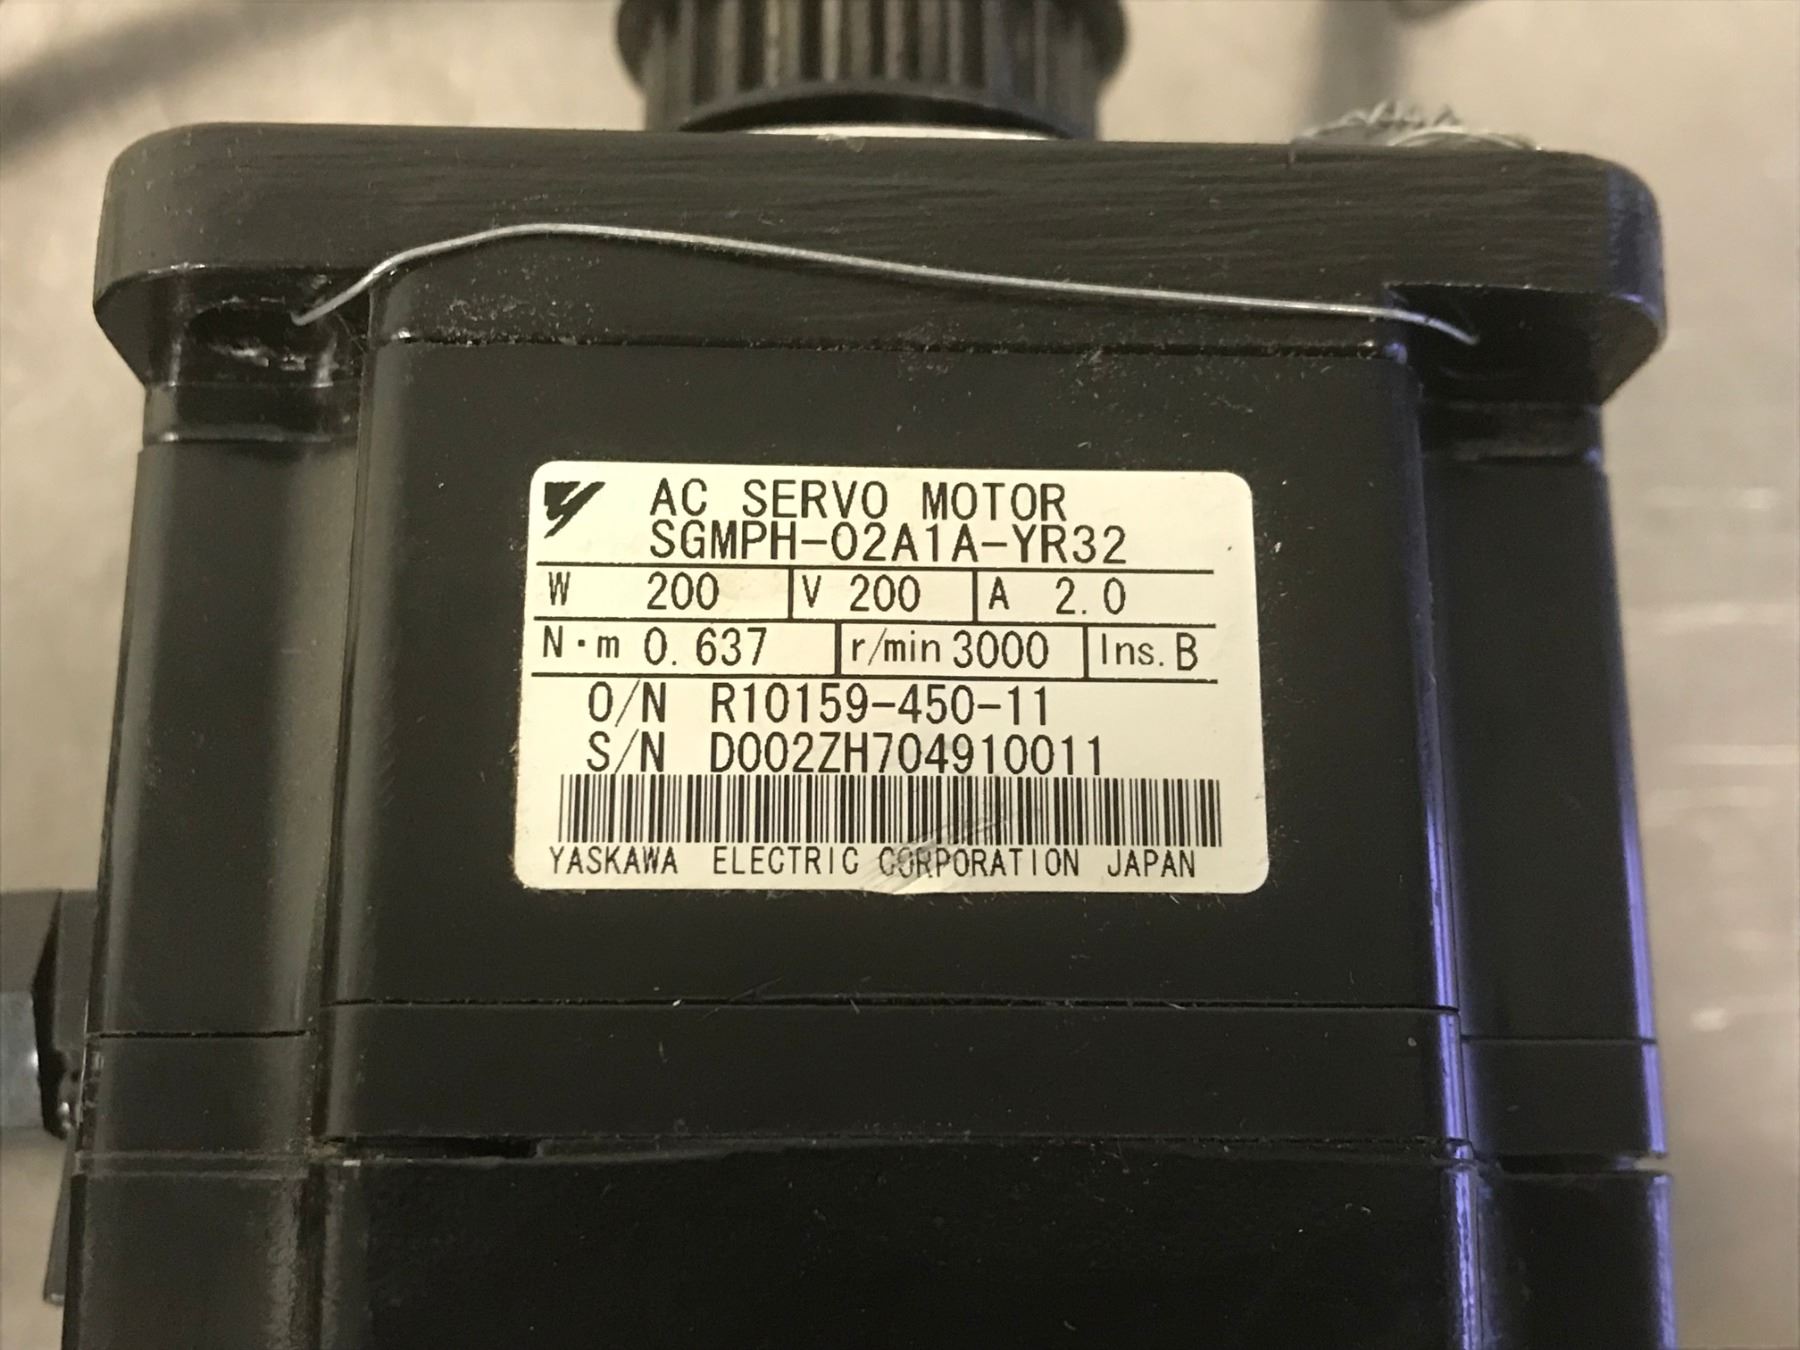 AC SERVO MOTOR
SGMPH-02A1A-YR32
W 200 V 200 A 2.0
N·m 0.637 r/min 3000 Ins. B
O/N R10159-450-11
S/N D002ZH704910011
YASKAWA ELECTRIC CORPORATION JAPAN